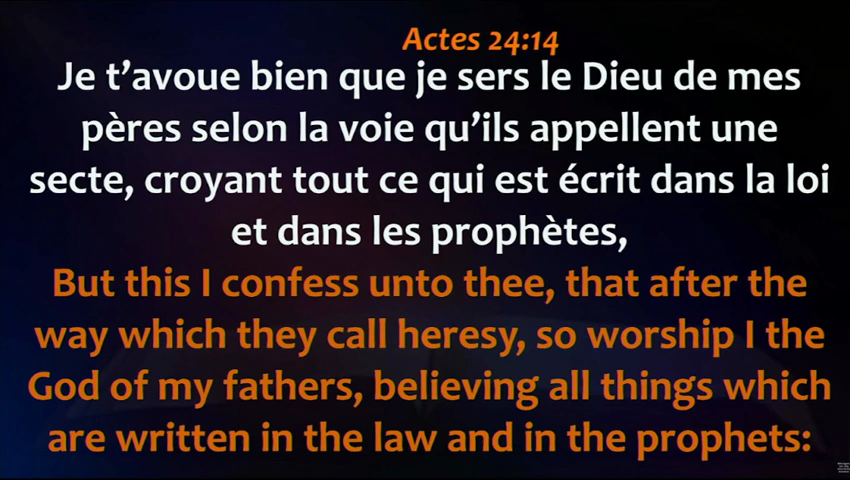 Actes 24:14
Je t’avoue bien que je sers le Dieu de mes
pères selon la voie qu’ils appellent une
secte, croyant tout ce qui est écrit dans la loi
et dans les prophètes,
But this I confess unto thee, that after the
way which they call heresy, so worship I the
God of my fathers, believing all things which
are written in the law and in the prophets: